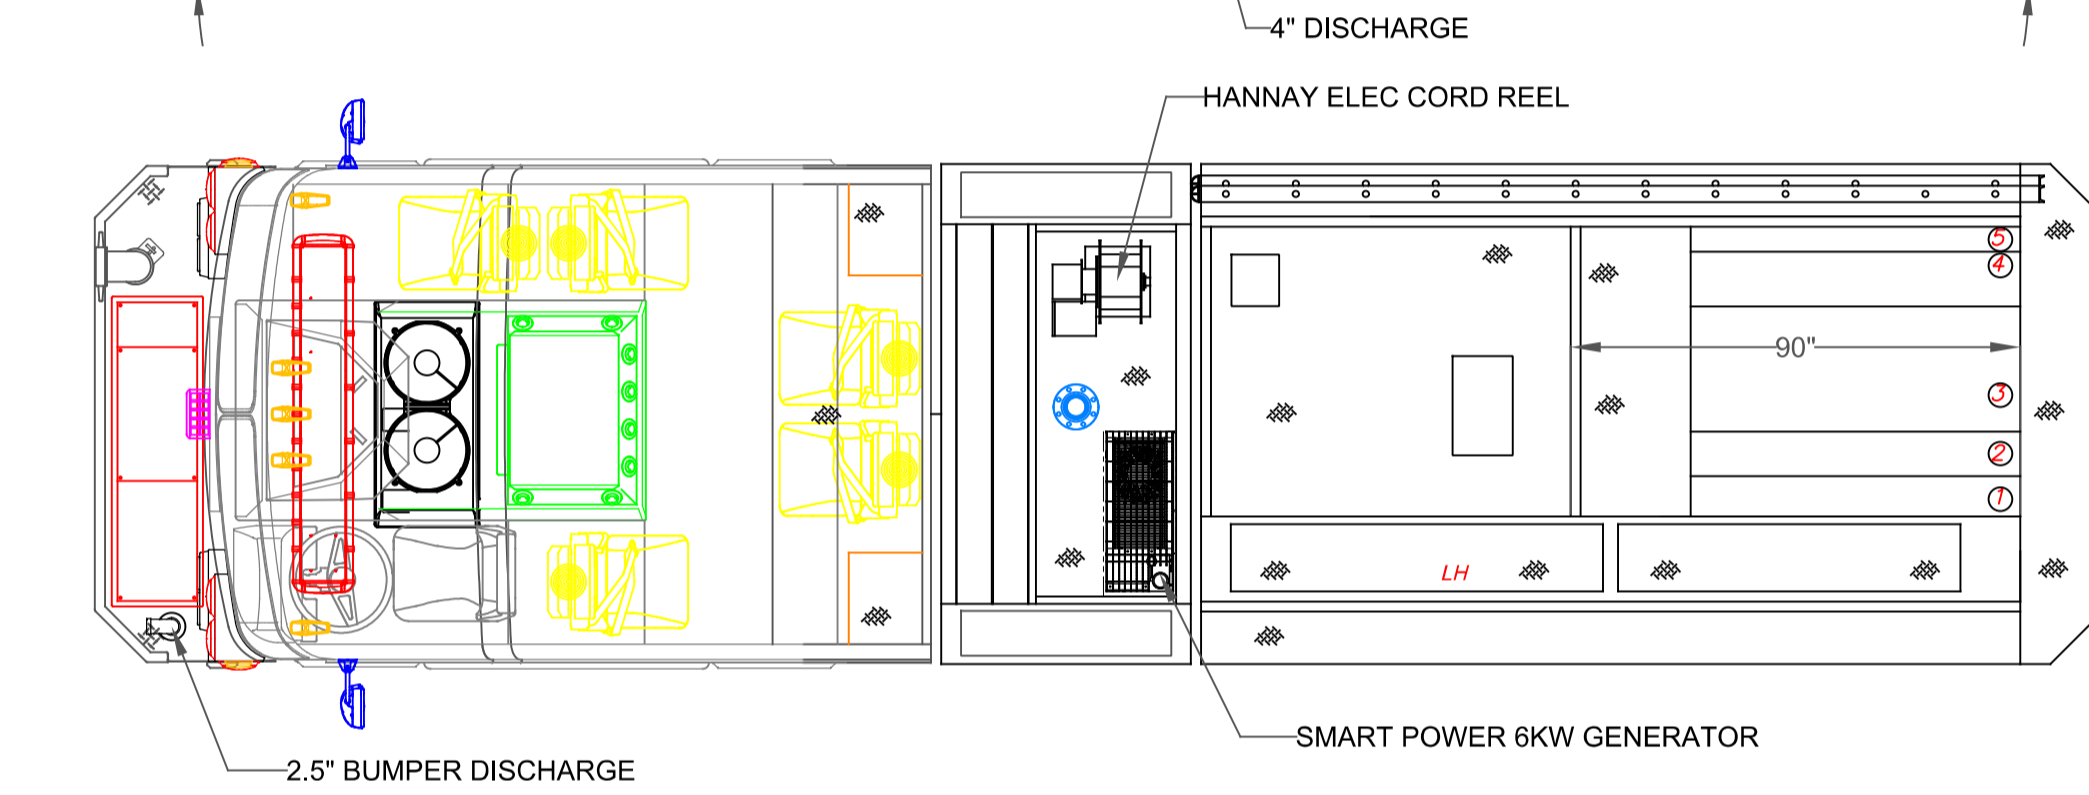 4" DISCHARGE
HANNAY ELEC CORD REEL
5
4
90"
3
2
1
LH
SMART POWER 6KW GENERATOR
2.5" BUMPER DISCHARGE